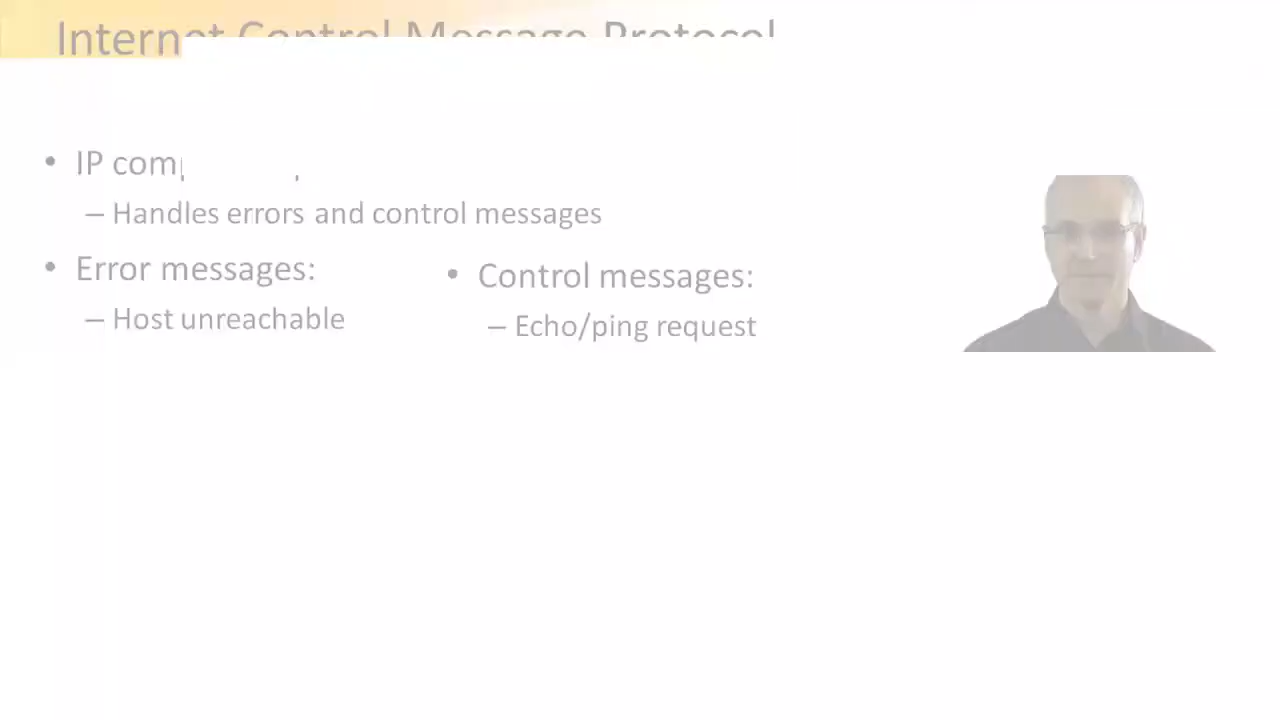 Internet Control Message Protocol
• IP
– Handles errors and control messages
• Error messages:
– Host unreachable
• Control messages:
– Echo/ping request